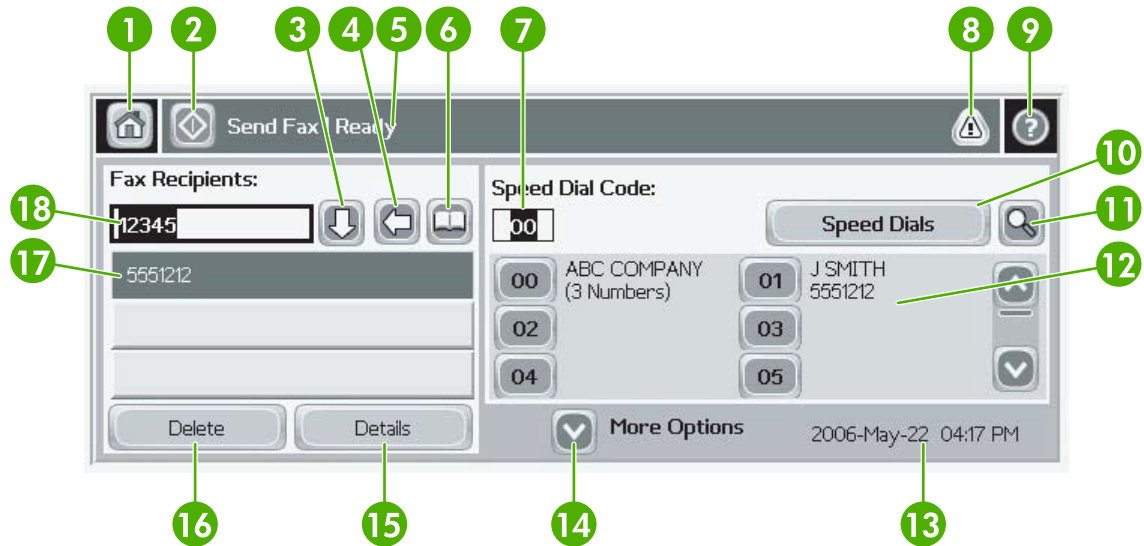 1 2 3 4 5 6 7 8 9
Send Fax | Ready
Fax Recipients:
Speed Dial Code:
10
18 12345
00
Speed Dials
11
17 5551212
00 ABC COMPANY
(3 Numbers)
01 J SMITH
5551212
12
02
03
04
05
Delete
Details
More Options
2006-May-22 04:17 PM
16 15 14 13